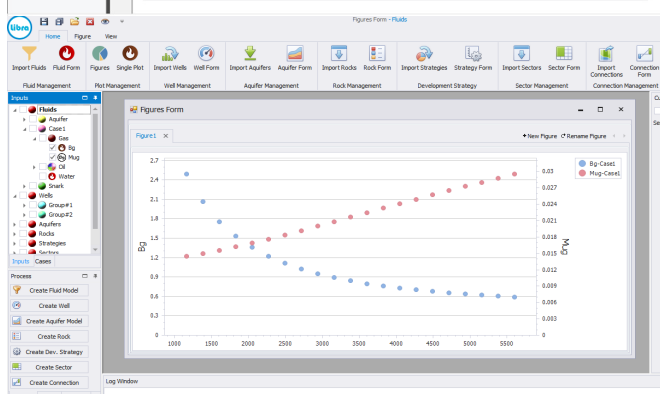 Libra
Figures Form - Fluids
Home Figure View
Import Fluids Fluid Form Figures Single Plot Import Wells Well Form Import Aquifers Aquifer Form Import Rocks Rock Form Import Strategies Strategy Form Import Sectors Sector Form Import Connections Connection Form
Fluid Management Plot Management Well Management Aquifer Management Rock Management Development Strategy Sector Management Connection Management
Inputs
Fluids
Aquifer
Case1
Gas
Bg
Mug
Oil
Water
Snark
Wells
Group#1
Group#2
Aquifers
Rocks
Strategies
Sectors
Inputs Cases
Process
Create Fluid Model
Create Well
Create Aquifer Model
Create Rock
Create Dev. Strategy
Create Sector
Create Connection
Figures Form
Figure1
New Figure Rename Figure
2.7
2.4
2.1
1.8
1.5
1.2
0.9
0.6
0.3
0
Bg
1000 1500 2000 2500 3000 3500 4000 4500 5000 5500
0.03
0.027
0.024
0.021
0.018
0.015
0.012
0.009
0.006
0.003
0
Mug
Bg-Case1
Mug-Case1
Log Window